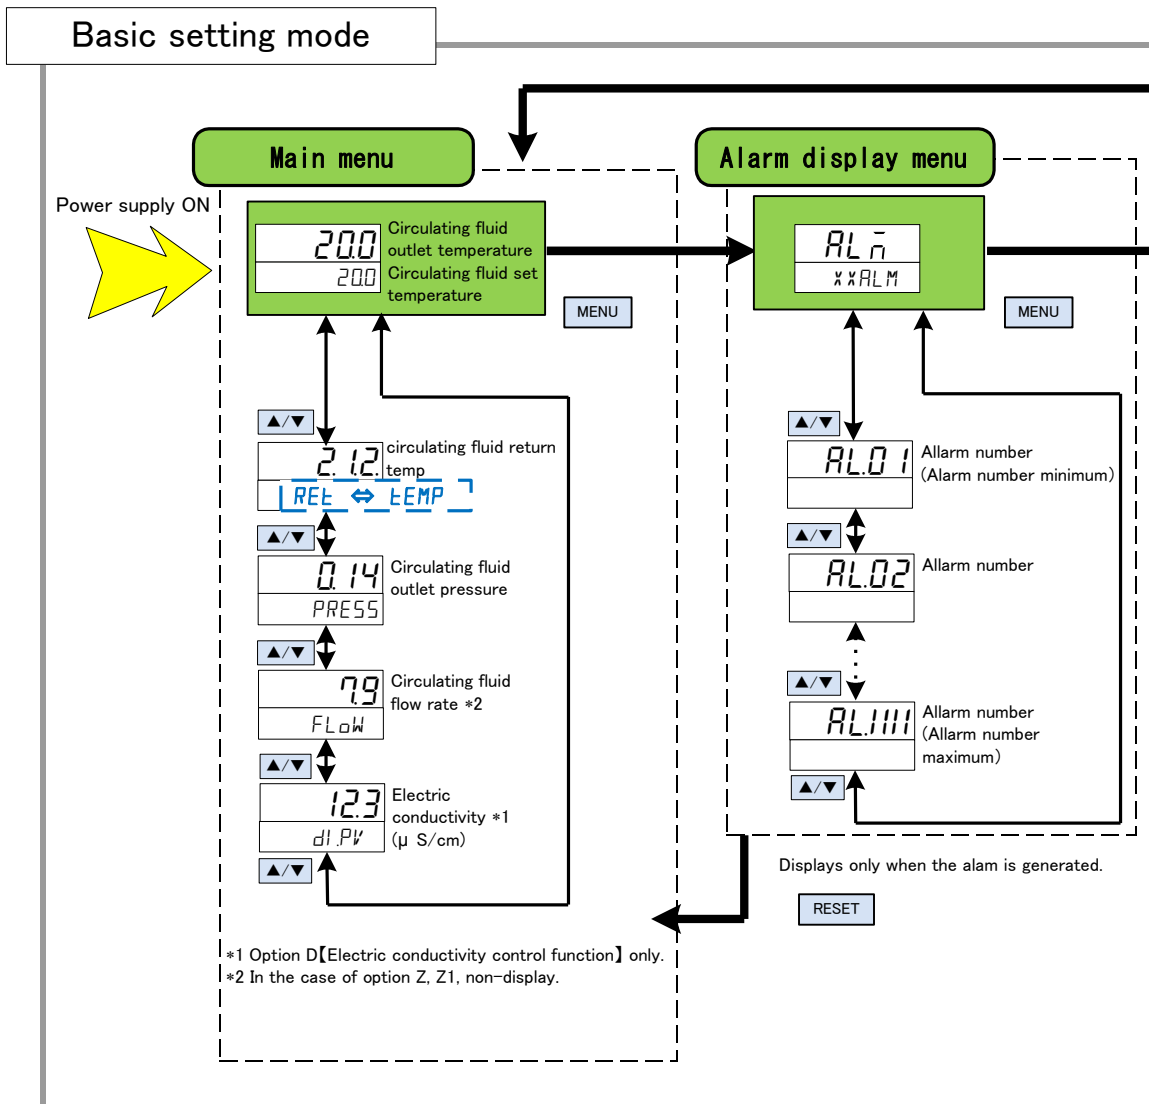 Basic setting mode
Main menu
Power supply ON
20.0
Circulating fluid
outlet temperature
20.0
Circulating fluid set
temperature
MENU
▲/▼
21.2.
circulating fluid return
temp
REt ⇔ tEMP
▲/▼
0.14
Circulating fluid
outlet pressure
PRESS
▲/▼
7.9
Circulating fluid
flow rate *2
FLoW
▲/▼
12.3
Electric
conductivity *1
(μ S/cm)
dI.PV
▲/▼
*1 Option D【Electric conductivity control function】 only.
*2 In the case of option Z, Z1, non-display.
Alarm display menu
ALm
xxALM
MENU
▲/▼
AL.01
Allarm number
(Alarm number minimum)
▲/▼
AL.02
Allarm number
▲/▼
Allarm number
(Allarm number
maximum)
▲/▼
Displays only when the alam is generated.
RESET